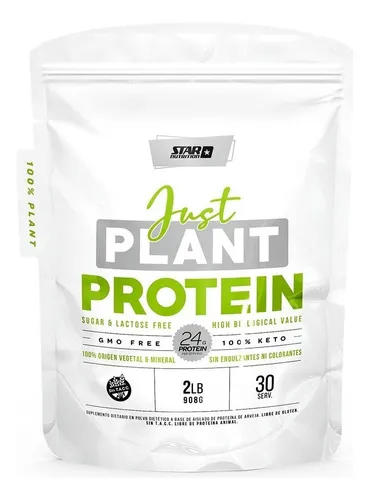 100% PLANT
STAR
NUTRITION
Just
PLANT
PROTEIN
SUGAR & LACTOSE FREE HIGH BIOLOGICAL VALUE
GMO FREE 24G PROTEIN 100% KETO
100% ORIGEN VEGETAL & MINERAL SIN ENDULZANTES NI COLORANTES
Sin T.A.C.C.
2LB 30
908G SERV.
SUPLEMENTO DIETARIO EN POLVO DIETÉTICO A BASE DE AISLADO DE PROTEÍNA DE ARVEJA. LIBRE DE GLUTEN.
SIN T.A.C.C. LIBRE DE PROTEÍNA ANIMAL.